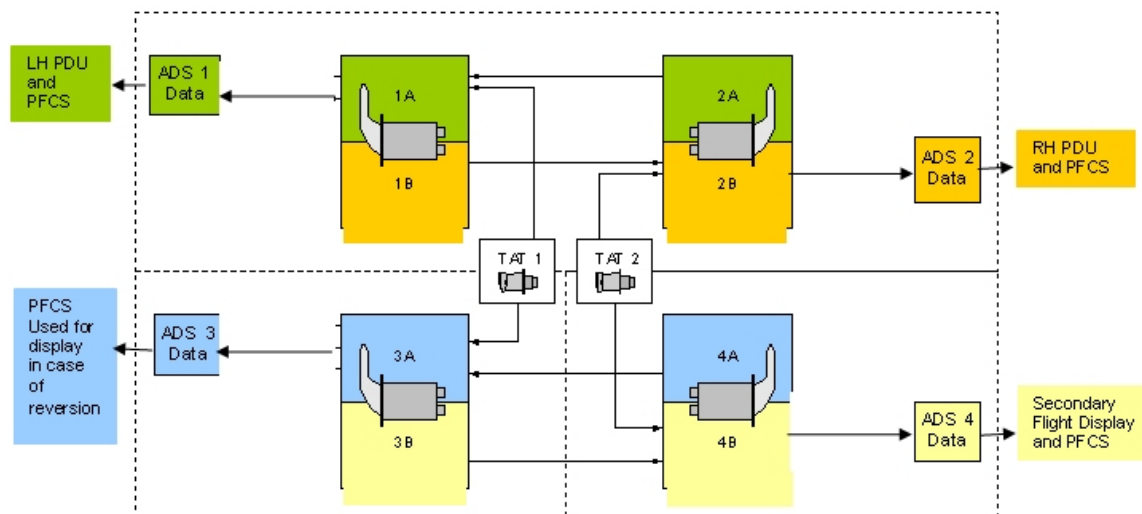 LH PDU
and
PFCS
ADS 1
Data
1A
1B
2A
2B
ADS 2
Data
RH PDU
and PFCS
TAT 1
TAT 2
PFCS
Used for
display
in case
of
reversion
ADS 3
Data
3A
3B
4A
4B
ADS 4
Data
Secondary
Flight Display
and PFCS